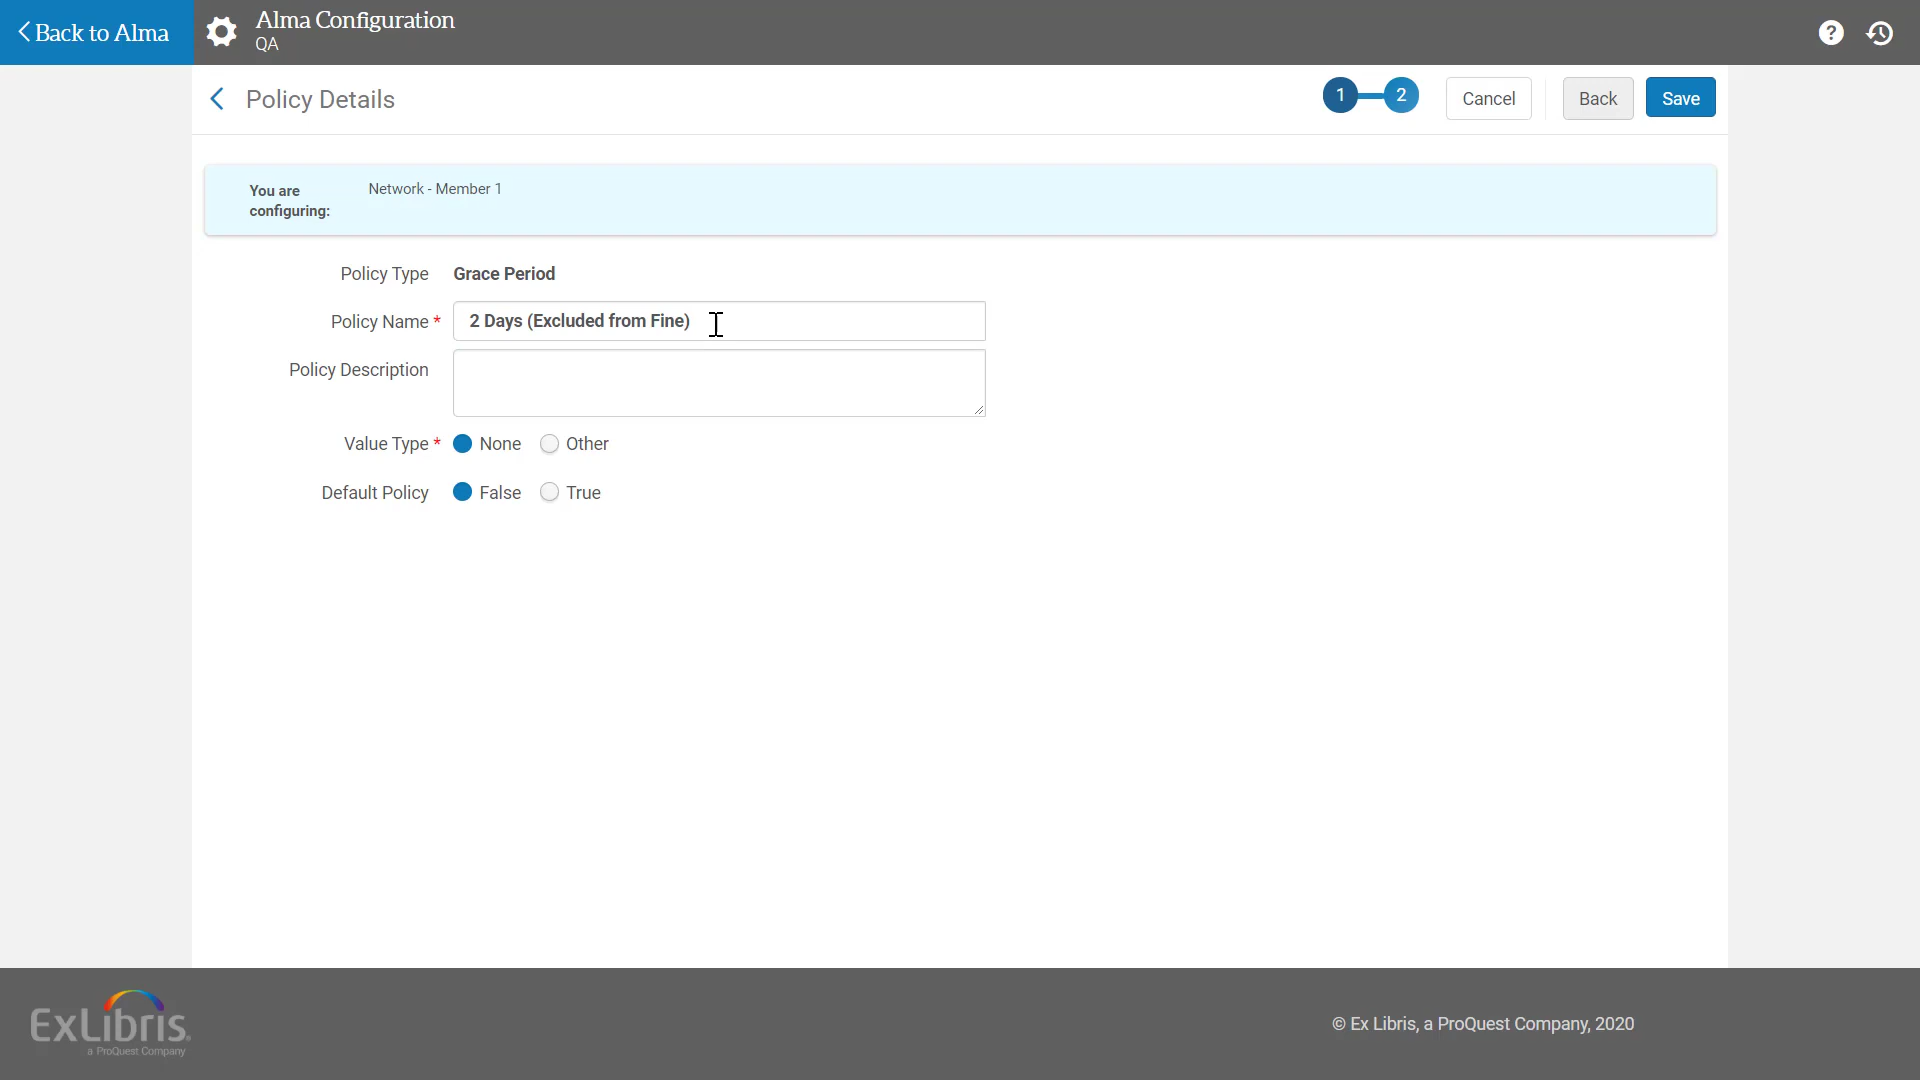 Back to Alma
Alma Configuration
QA
?
Policy Details
1
2
Cancel
Back
Save
You are
configuring:
Network - Member 1
Policy Type
Grace Period
Policy Name *
2 Days (Excluded from Fine)
Policy Description
Value Type *
None
Other
Default Policy
False
True
ExLibris
a ProQuest Company
© Ex Libris, a ProQuest Company, 2020